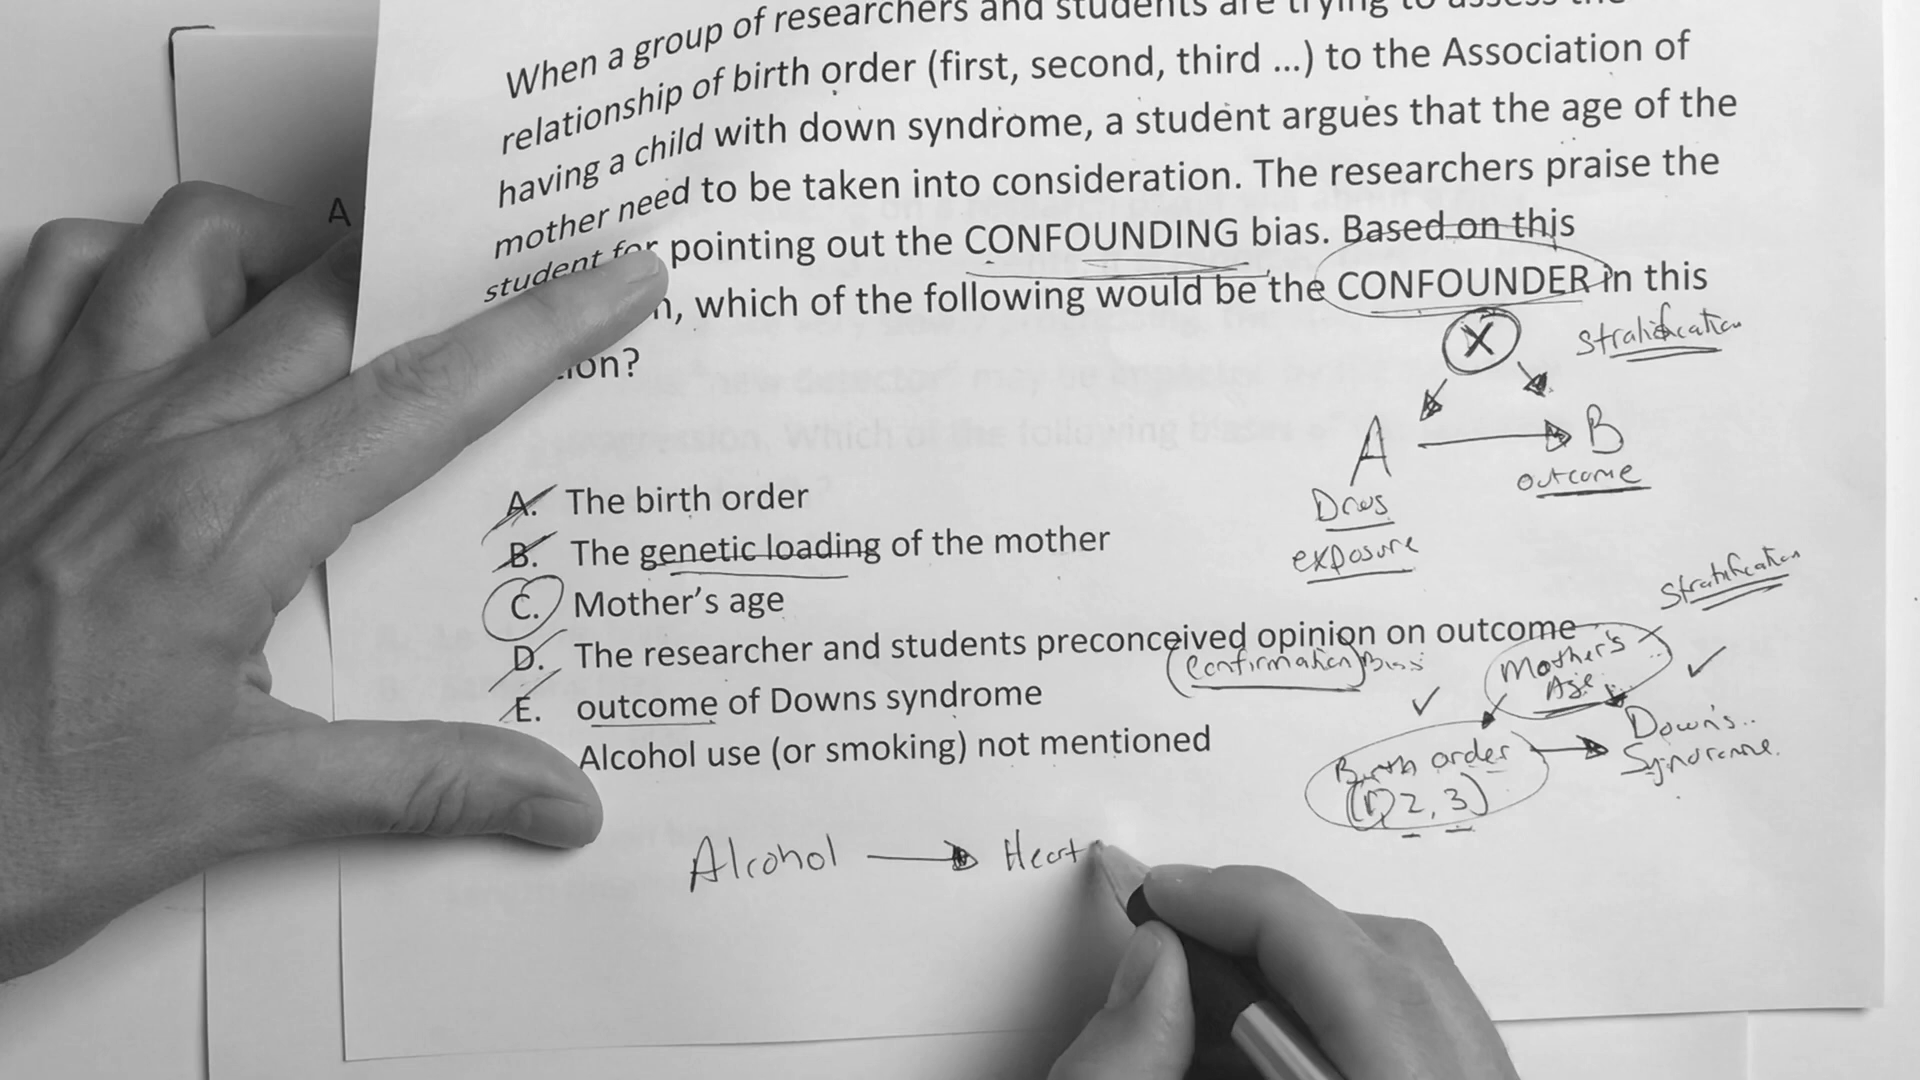 When a group of researchers and students are trying to assess the
relationship of birth order (first, second, third ...) to the Association of
having a child with down syndrome, a student argues that the age of the
mother need to be taken into consideration. The researchers praise the
student for pointing out the CONFOUNDING bias. Based on this
, which of the following would be the CONFOUNDER in this
?
X
Stratification
A
B
outcome
exposure
A
A. The birth order
B. The genetic loading of the mother
C. Mother's age
D. The researcher and students preconceived opinion on outcome
E. outcome of Downs syndrome
Alcohol use (or smoking) not mentioned
Stratification
Confirmation Bias
Mother's
Age
Birth order
(1) 2, 3)
Down's
Syndrome.
Alcohol
Heart